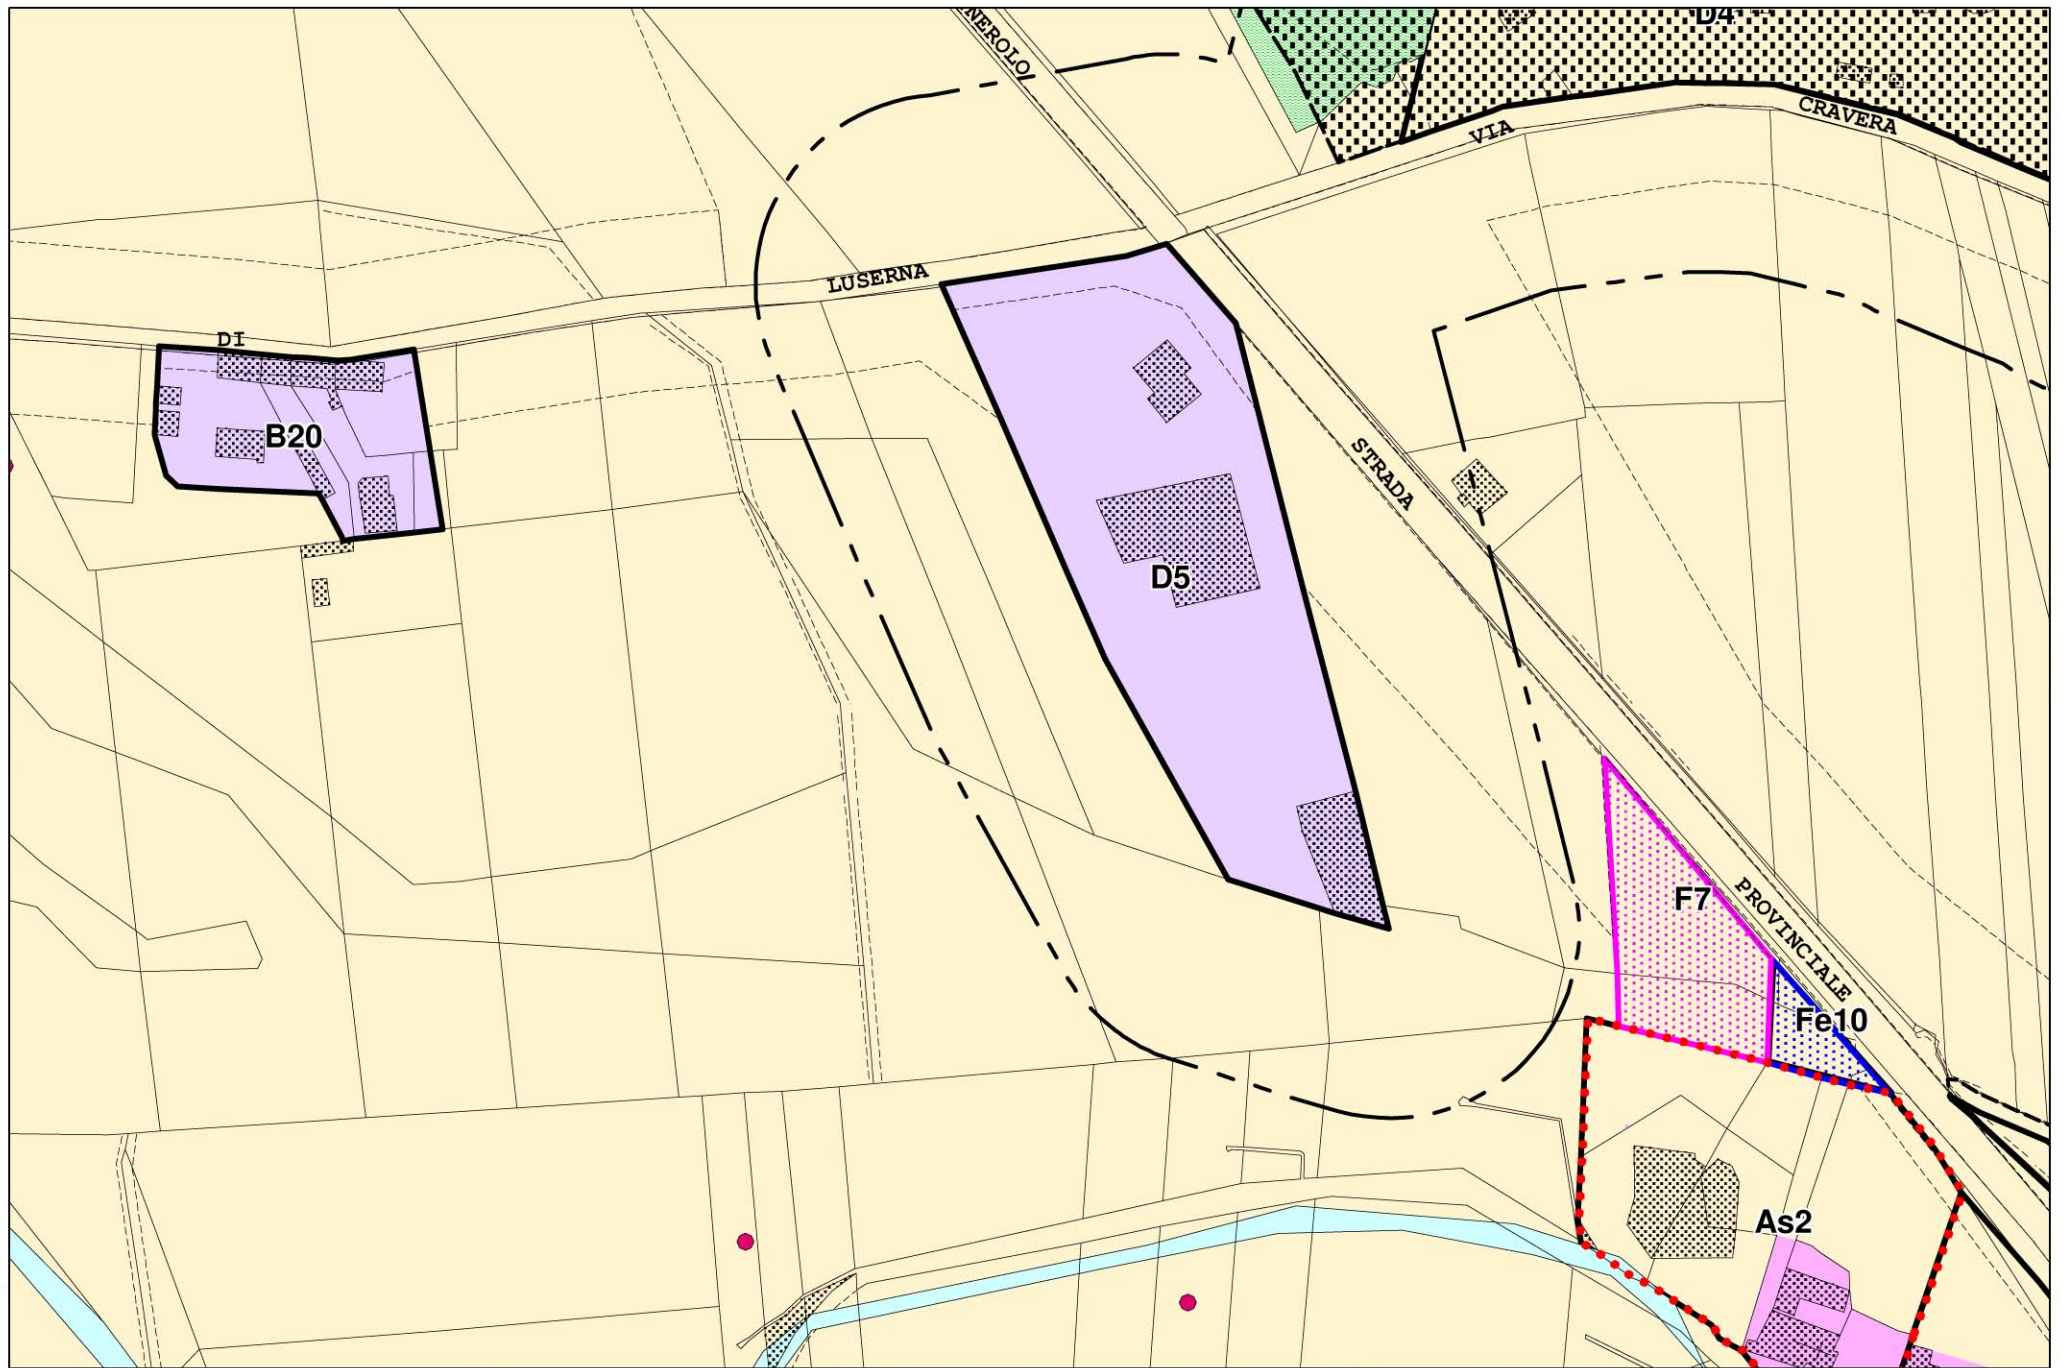 D4
NEROLO
VIA
CRAVERA
LUSERNA
DI
B20
STRADA
D5
F7
PROVINCIALE
Fe10
As2